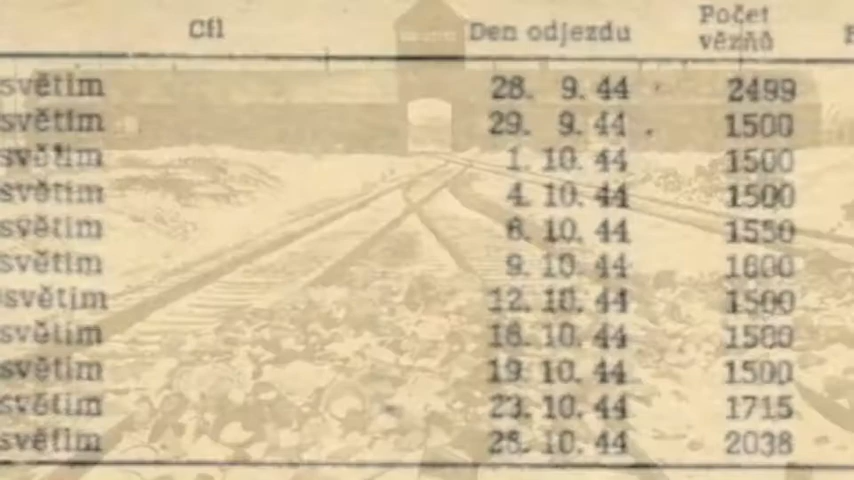 Cíl Den odjezdu Počet vězňů
světim 28. 9. 44 2499
světim 29. 9. 44 1500
světim 1. 10. 44 1500
světim 4. 10. 44 1500
světim 6. 10. 44 1550
světim 9. 10. 44 1600
světim 12. 10. 44 1500
světim 16. 10. 44 1500
světim 19. 10. 44 1500
světim 23. 10. 44 1715
světim 28. 10. 44 2038